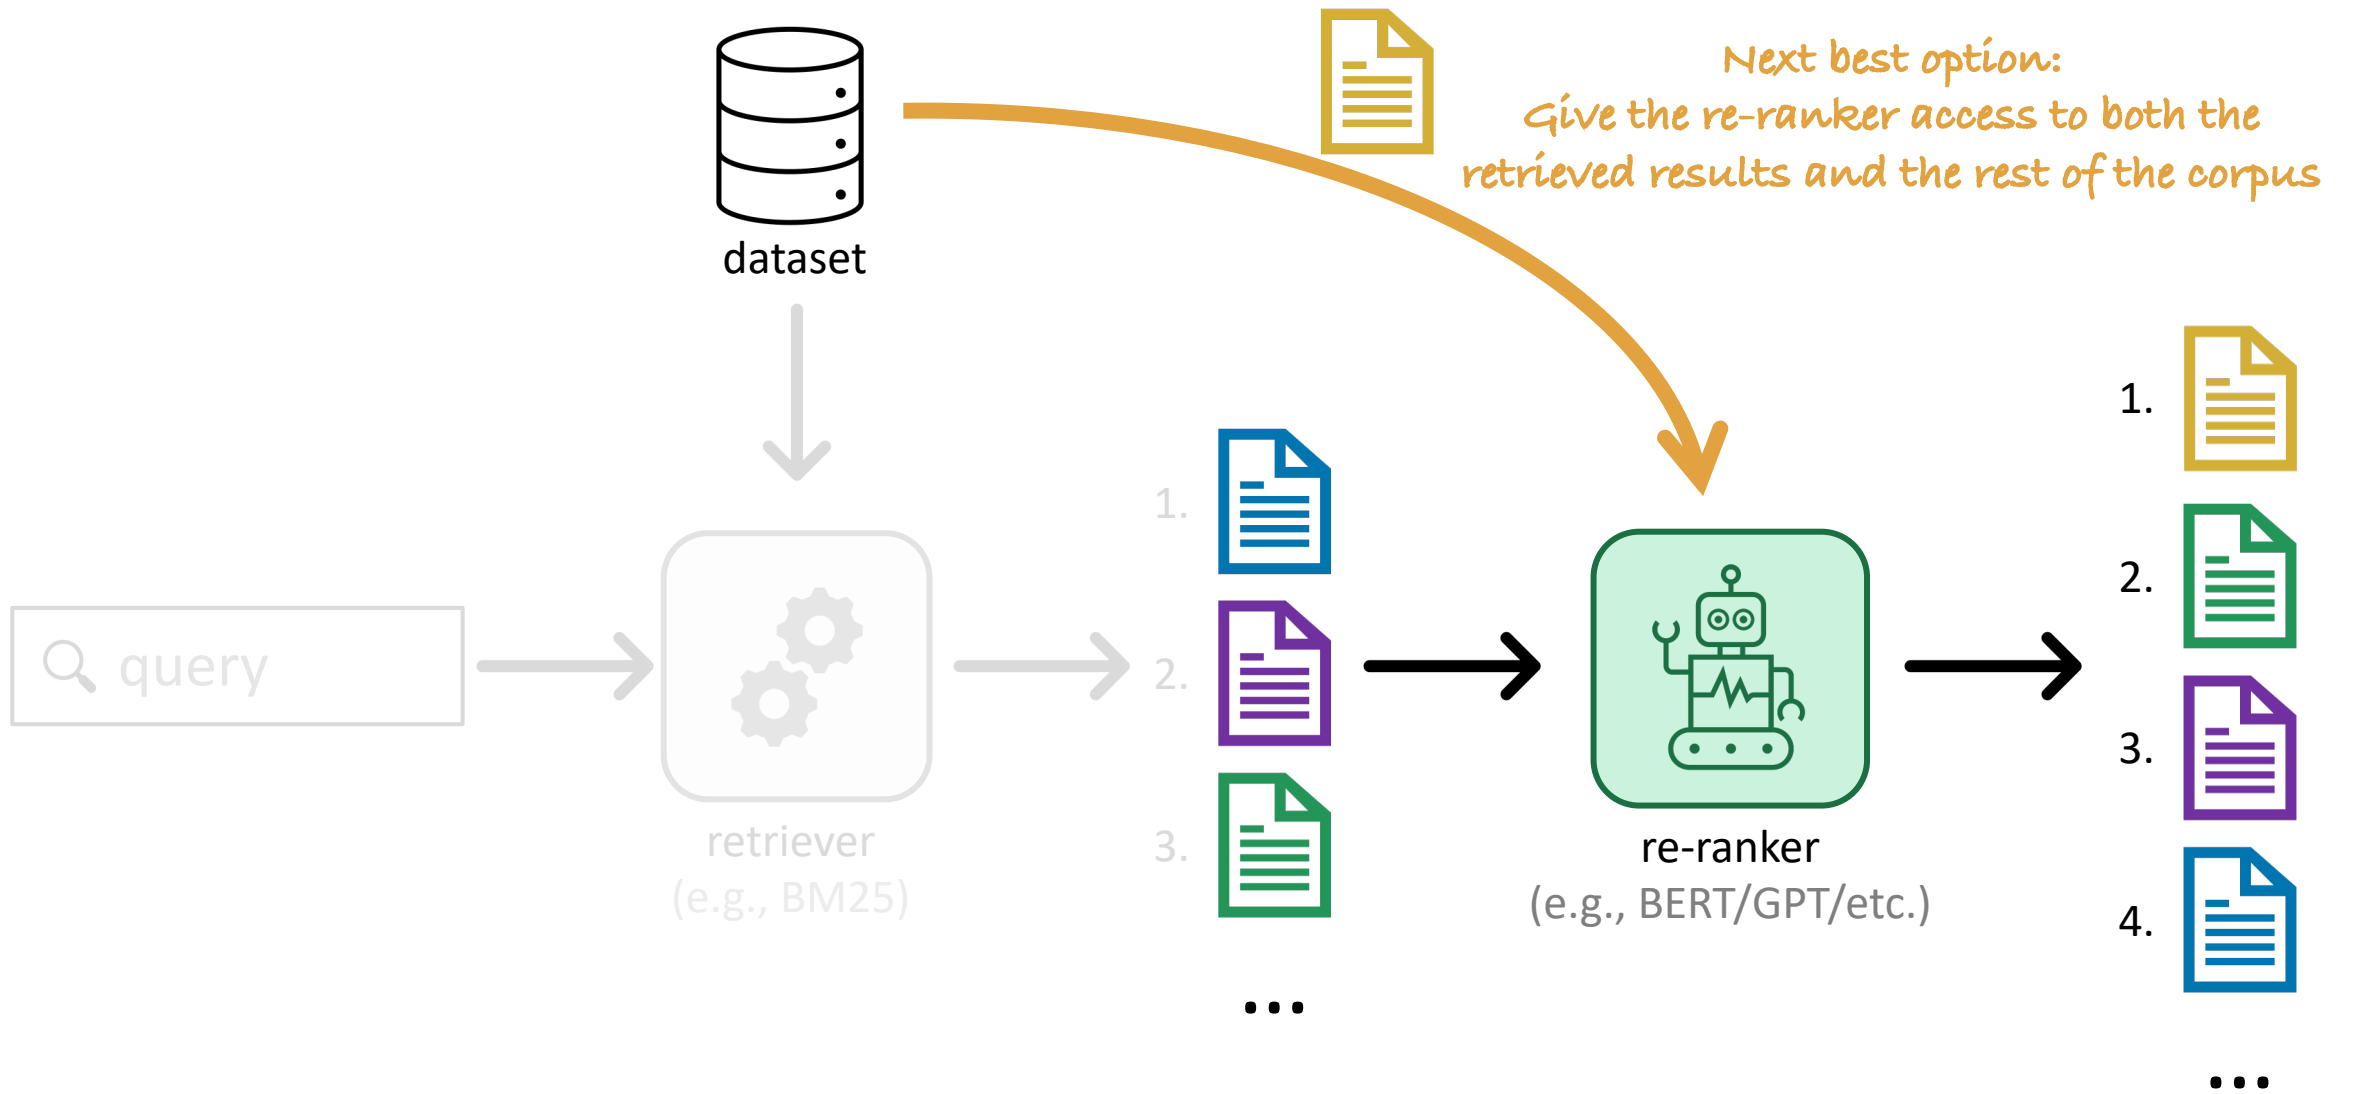 Next best option:
Give the re-ranker access to both the
retrieved results and the rest of the corpus
dataset
query
retriever
(e.g., BM25)
1.
2.
3.
...
re-ranker
(e.g., BERT/GPT/etc.)
1.
2.
3.
4.
...